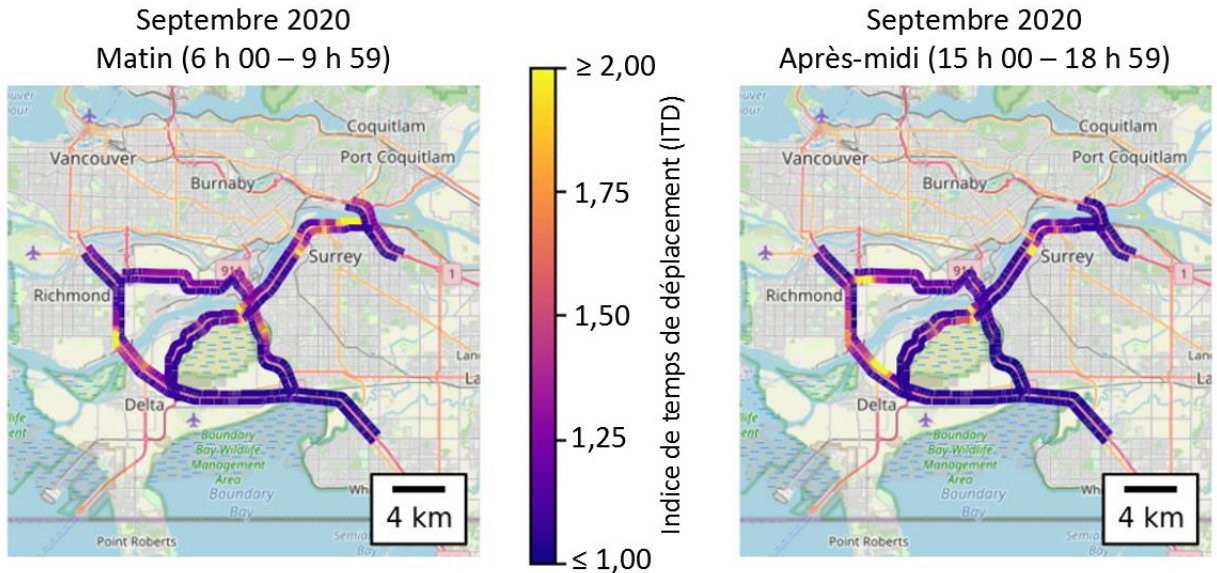 Septembre 2020
Matin (6 h 00 – 9 h 59)
Coquitlam
Vancouver
Port Coquitlam
Burnaby
Surrey
91A
1
Richmond
Delta
Boundary
Bay Wildlife
Management
Area
Boundary
Bay
Point Roberts
4 km
≥ 2,00
1,75
1,50
1,25
≤ 1,00
Indice de temps de déplacement (ITD)
Septembre 2020
Après-midi (15 h 00 – 18 h 59)
Coquitlam
Vancouver
Port Coquitlam
Burnaby
Surrey
1
Richmond
Delta
Boundary
Bay Wildlife
Management
Area
Boundary
Bay
Point Roberts
4 km